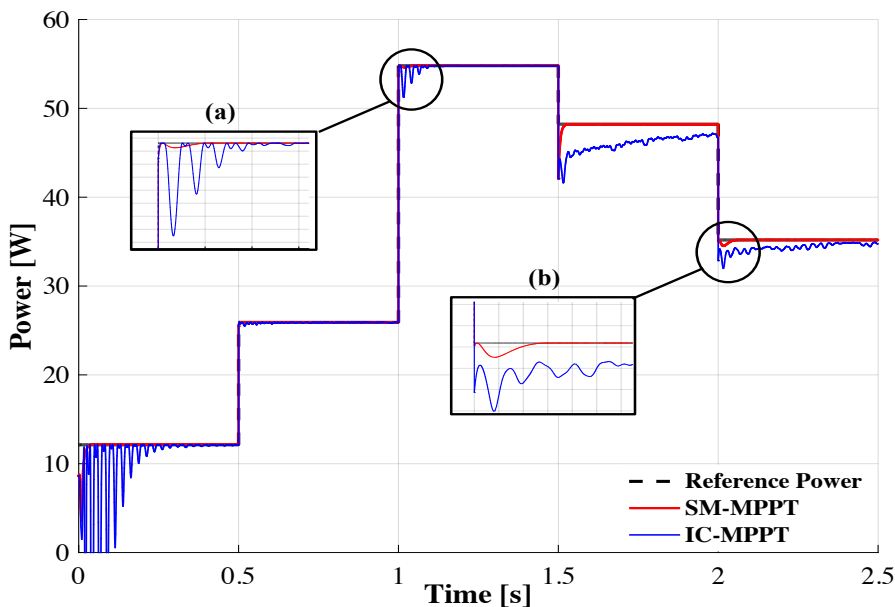 60
50
40
30
20
10
0
Power [W]
(a)
(b)
Reference Power
SM-MPPT
IC-MPPT
0 0.5 1 1.5 2 2.5
Time [s]